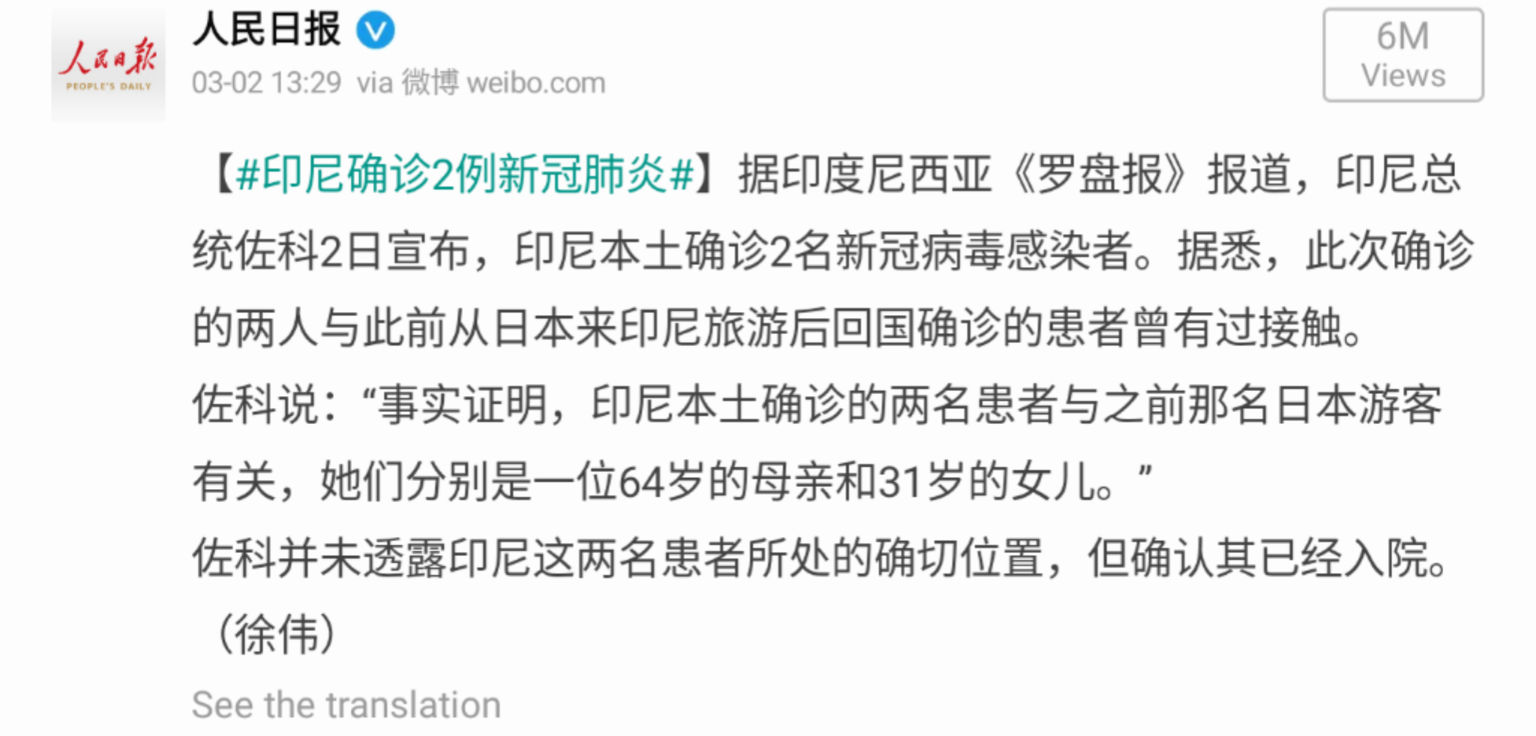 人民日报
PEOPLE'S DAILY
人民日报
03-02 13:29 via 微博 weibo.com
6M
Views
【#印尼确诊2例新冠肺炎#】据印度尼西亚《罗盘报》报道，印尼总
统佐科2日宣布，印尼本土确诊2名新冠病毒感染者。据悉，此次确诊
的两人与此前从日本来印尼旅游后回国确诊的患者曾有过接触。
佐科说：“事实证明，印尼本土确诊的两名患者与之前那名日本游客
有关，她们分别是一位64岁的母亲和31岁的女儿。”
佐科并未透露印尼这两名患者所处的确切位置，但确认其已经入院。
（徐伟）
See the translation